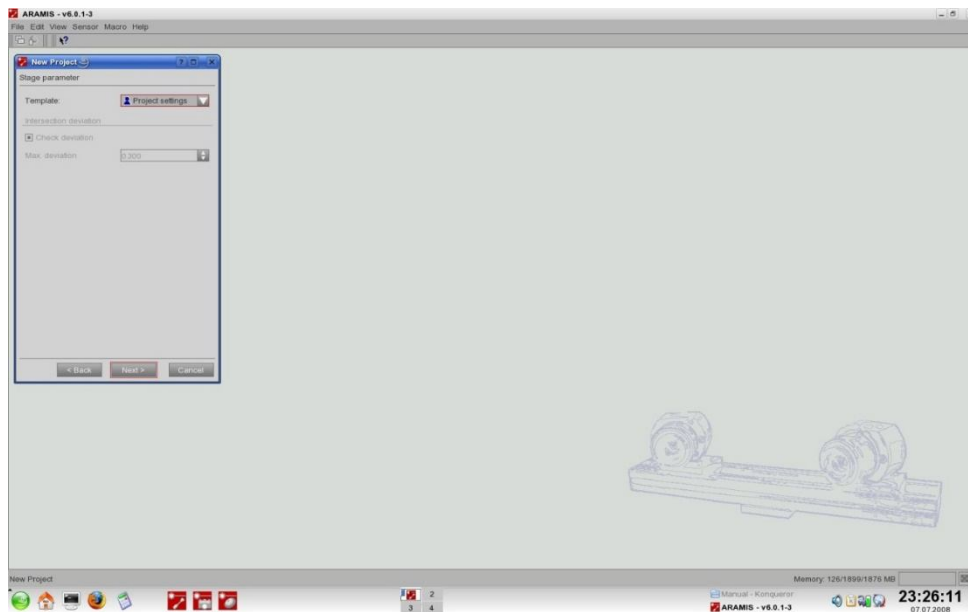 ARAMIS - v6.0.1-3
File Edit View Sensor Macro Help
New Project
Stage parameter
Template: Project settings
Intersection deviation
Check deviation
Max. deviation 0.300
< Back Next > Cancel
New Project
Memory: 126/1899/1876 MB
2
3 4
Manual - Konqueror
ARAMIS - v6.0.1-3
23:26:11
07.07.2008